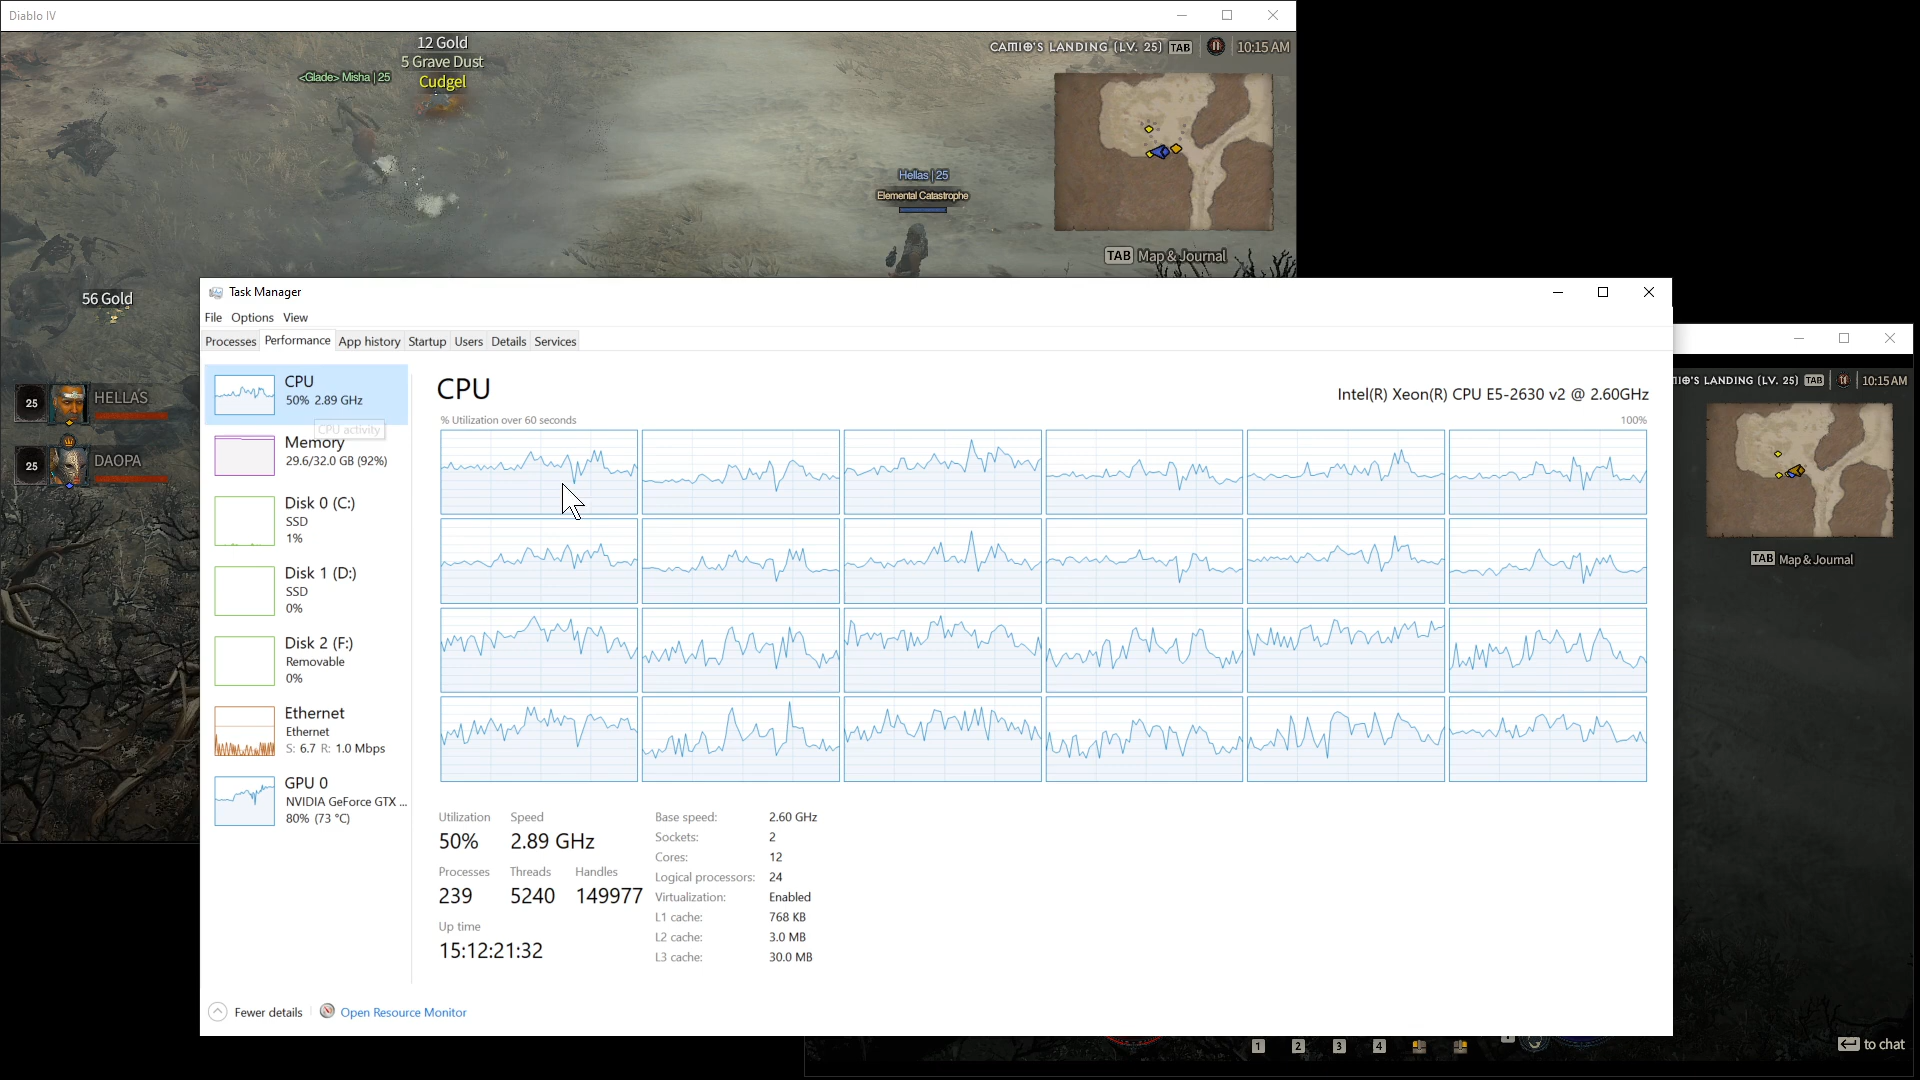 Diablo IV
12 Gold
5 Grave Dust
<Glade> Misha | 25
Cudgel
CAMIO'S LANDING (LV. 25) TAB 10:15 AM
Hellas | 25
Elemental Catastrophe
TAB Map & Journal
56 Gold
25 HELLAS
25 DAOPA
Task Manager
File Options View
Processes Performance App history Startup Users Details Services
CPU
50% 2.89 GHz
CPU activity
Memory
29.6/32.0 GB (92%)
Disk 0 (C:)
SSD
1%
Disk 1 (D:)
SSD
0%
Disk 2 (F:)
Removable
0%
Ethernet
Ethernet
S: 6.7 R: 1.0 Mbps
GPU 0
NVIDIA GeForce GTX ...
80% (73 °C)
CPU
Intel(R) Xeon(R) CPU E5-2630 v2 @ 2.60GHz
% Utilization over 60 seconds
100%
Utilization Speed
50% 2.89 GHz
Processes Threads Handles
239 5240 149977
Up time
15:12:21:32
Base speed: 2.60 GHz
Sockets: 2
Cores: 12
Logical processors: 24
Virtualization: Enabled
L1 cache: 768 KB
L2 cache: 3.0 MB
L3 cache: 30.0 MB
Fewer details
Open Resource Monitor
IO'S LANDING (LV. 25) TAB 10:15 AM
TAB Map & Journal
1 2 3 4
to chat